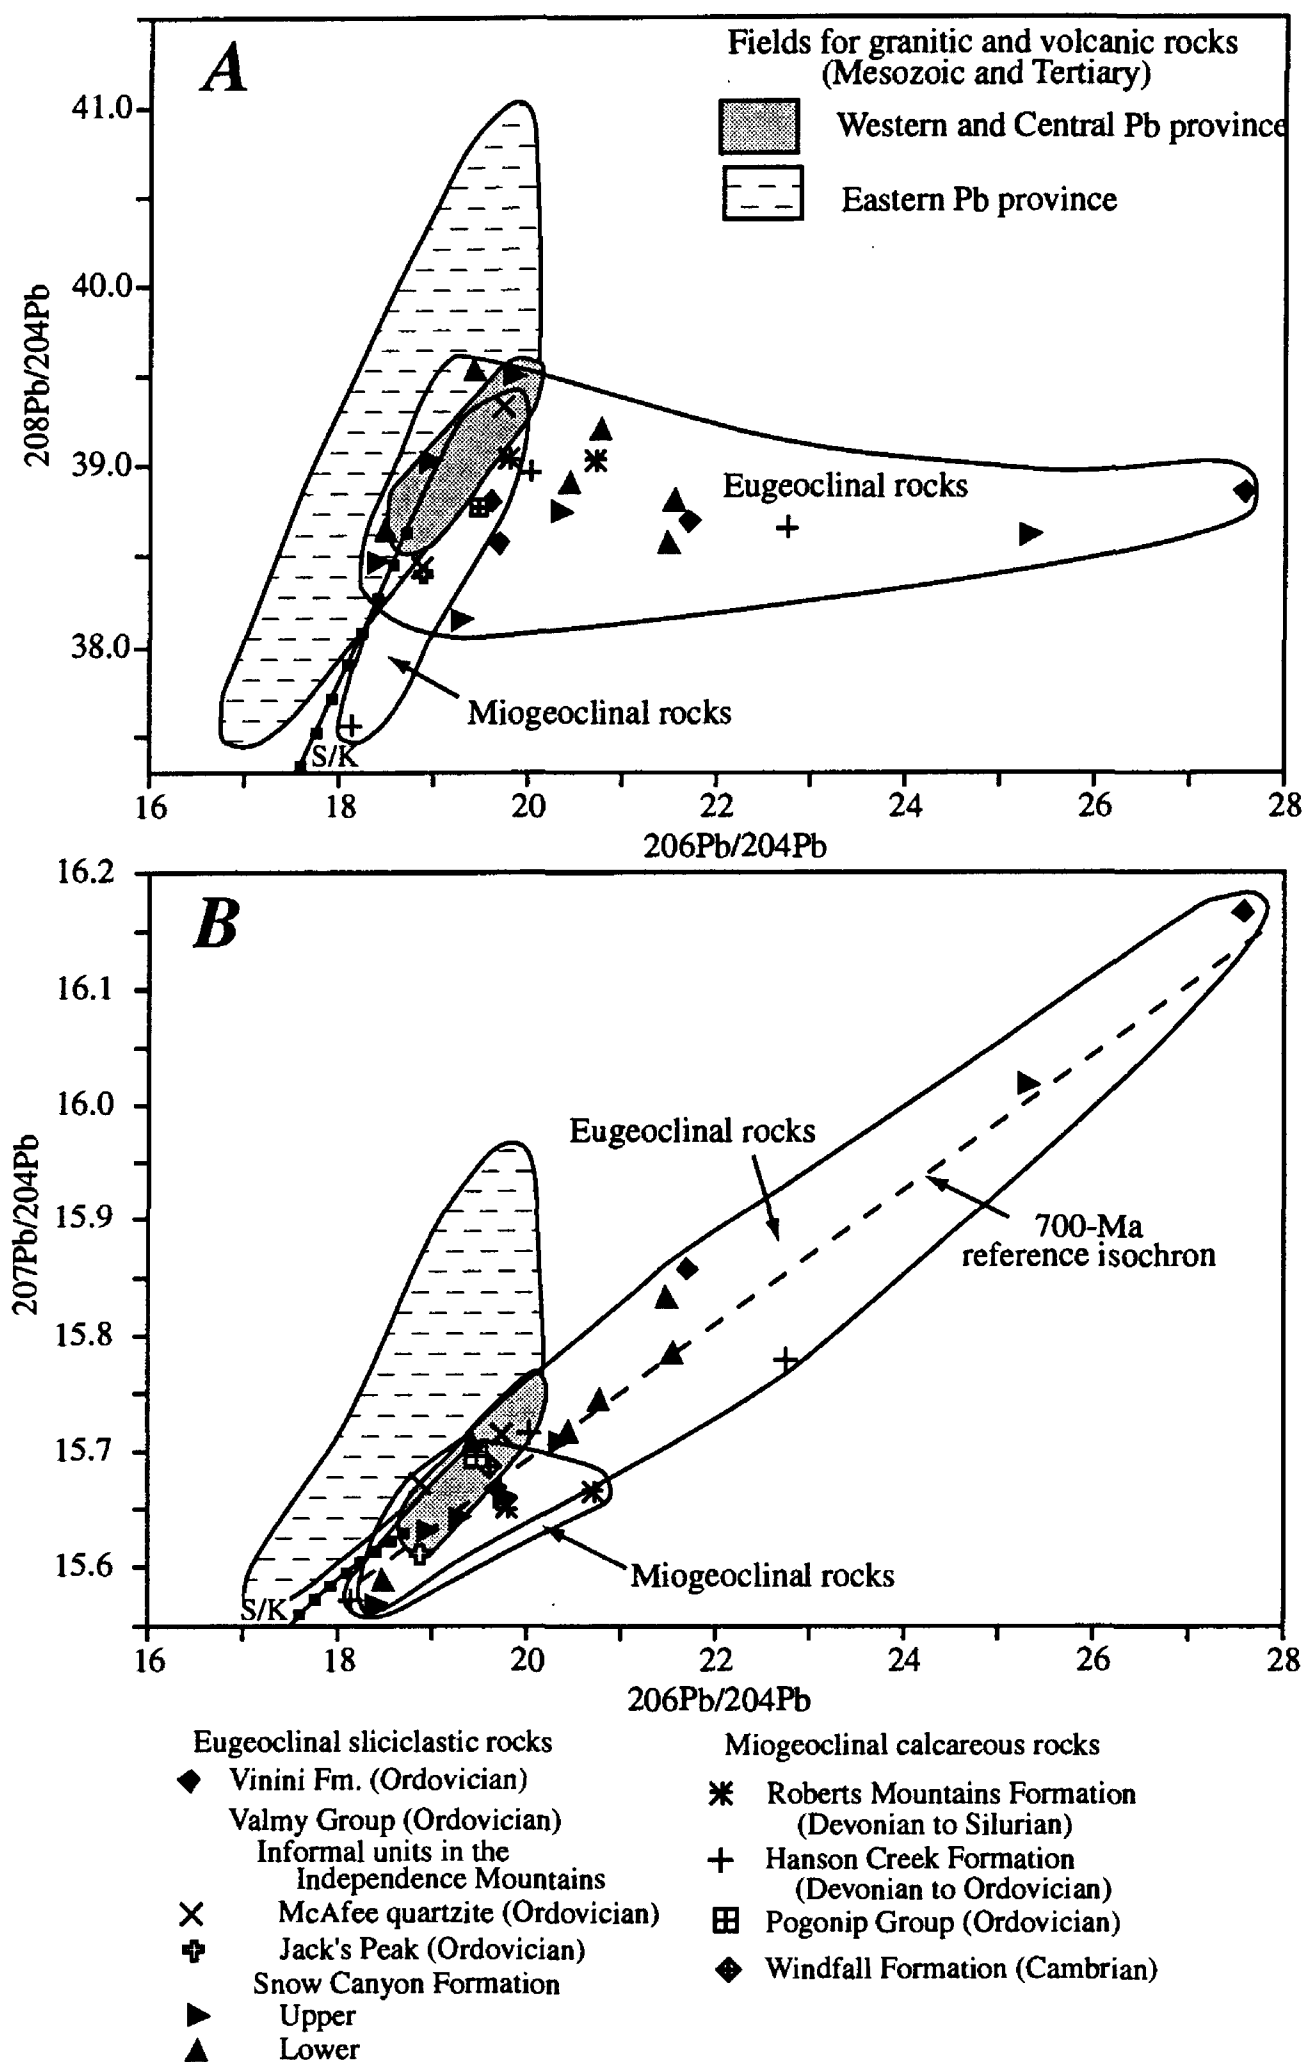 A
Fields for granitic and volcanic rocks
(Mesozoic and Tertiary)
Western and Central Pb province
Eastern Pb province
41.0
40.0
39.0
38.0
208Pb/204Pb
Eugeoclinal rocks
Miogeoclinal rocks
S/K
16 18 20 22 24 26 28
206Pb/204Pb
B
16.2
16.1
16.0
15.9
15.8
15.7
15.6
207Pb/204Pb
Eugeoclinal rocks
700-Ma
reference isochron
Miogeoclinal rocks
S/K
16 18 20 22 24 26 28
206Pb/204Pb
Eugeoclinal sliciclastic rocks
Vinini Fm. (Ordovician)
Valmy Group (Ordovician)
Informal units in the
Independence Mountains
McAfee quartzite (Ordovician)
Jack's Peak (Ordovician)
Snow Canyon Formation
Upper
Lower
Miogeoclinal calcareous rocks
Roberts Mountains Formation
(Devonian to Silurian)
Hanson Creek Formation
(Devonian to Ordovician)
Pogonip Group (Ordovician)
Windfall Formation (Cambrian)